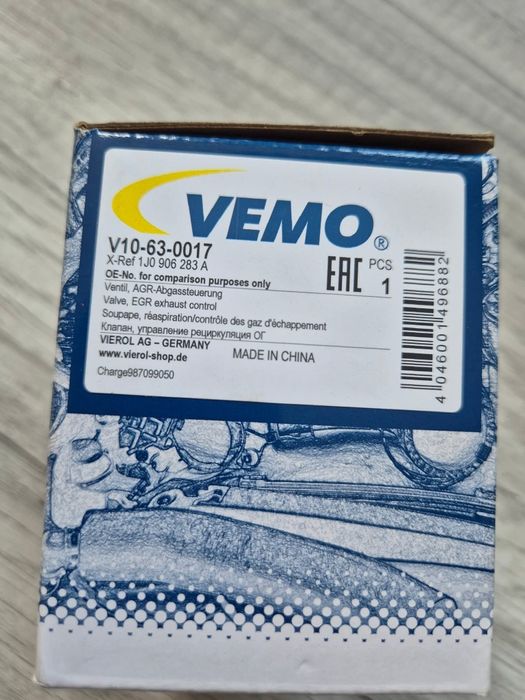 VEMO®
V10-63-0017
X-Ref 1J0 906 283 A
OE-No. for comparison purposes only
Ventil, AGR-Abgassteuerung
Valve, EGR exhaust control
Soupape, réaspiration/contrôle des gaz d'échappement
Клапан, управление рециркуляция ОГ
VIEROL AG – GERMANY
www.vierol-shop.de MADE IN CHINA
Charge987099050
EAC PCS
1
4 046001 496882